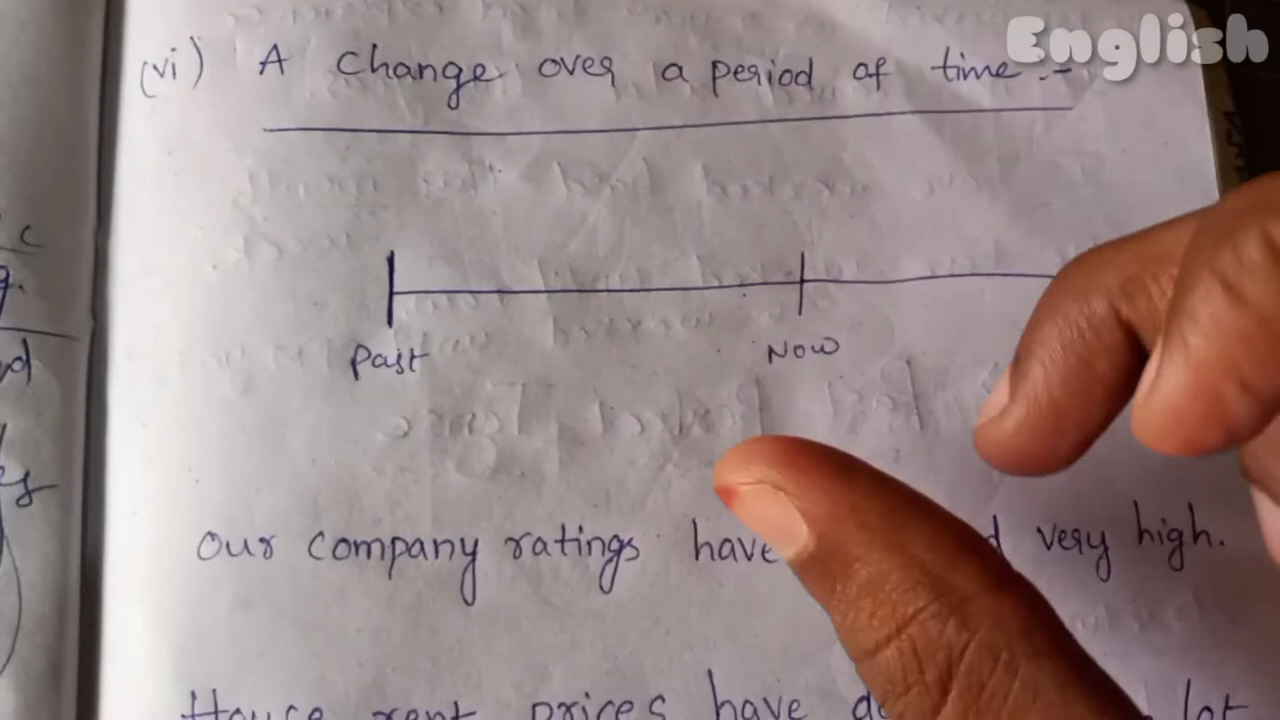 English
(vi) A change over a period of time :-
Past Now
Our company ratings have very high.
House rent prices have lot